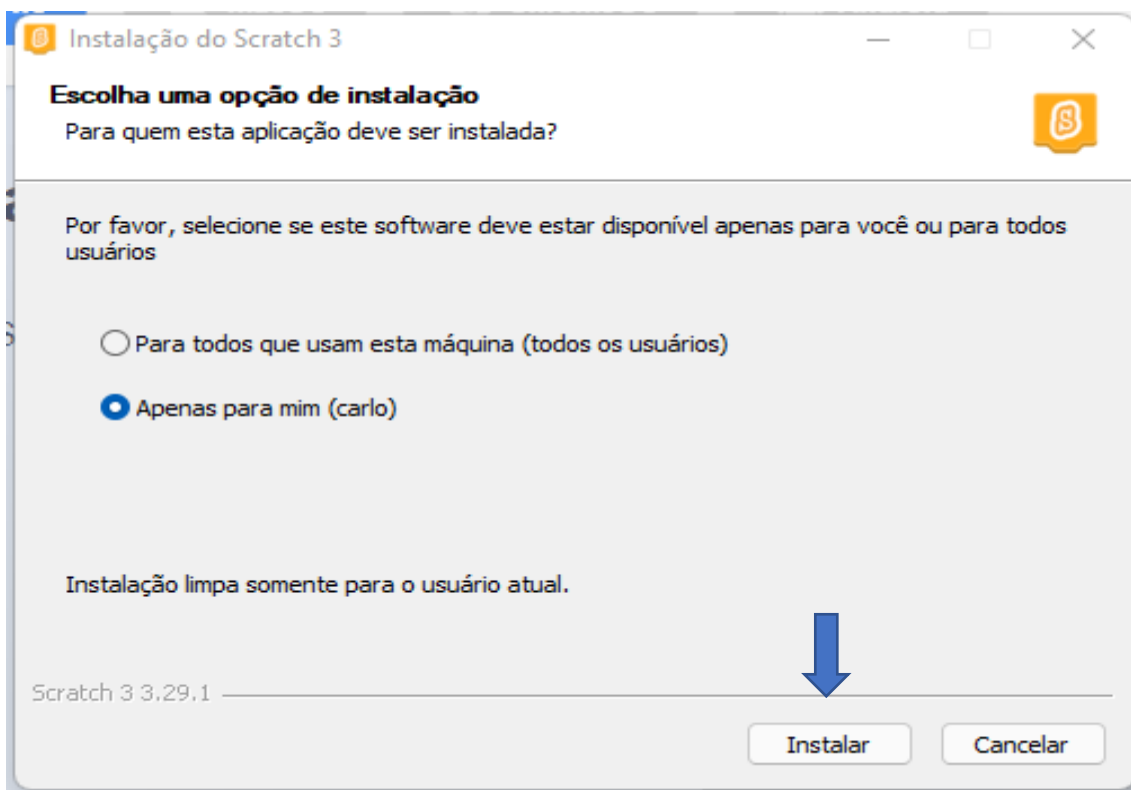 Instalação do Scratch 3
Escolha uma opção de instalação
Para quem esta aplicação deve ser instalada?
Por favor, selecione se este software deve estar disponível apenas para você ou para todos
usuários
Para todos que usam esta máquina (todos os usuários)
Apenas para mim (carlo)
Instalação limpa somente para o usuário atual.
Scratch 3 3.29.1
Instalar
Cancelar